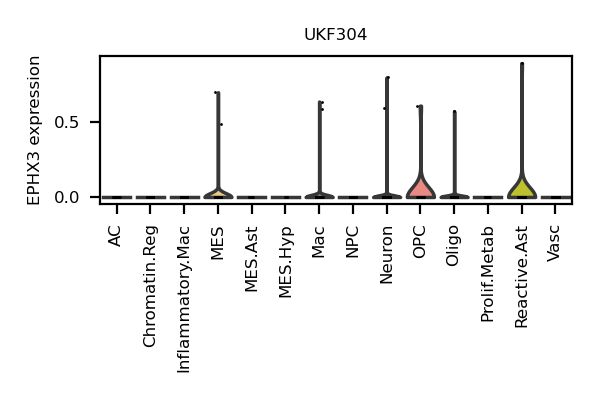 UKF304
EPHX3 expression
0.5
0.0
AC
Chromatin.Reg
Inflammatory.Mac
MES
MES.Ast
MES.Hyp
Mac
NPC
Neuron
OPC
Oligo
Prolif.Metab
Reactive.Ast
Vasc